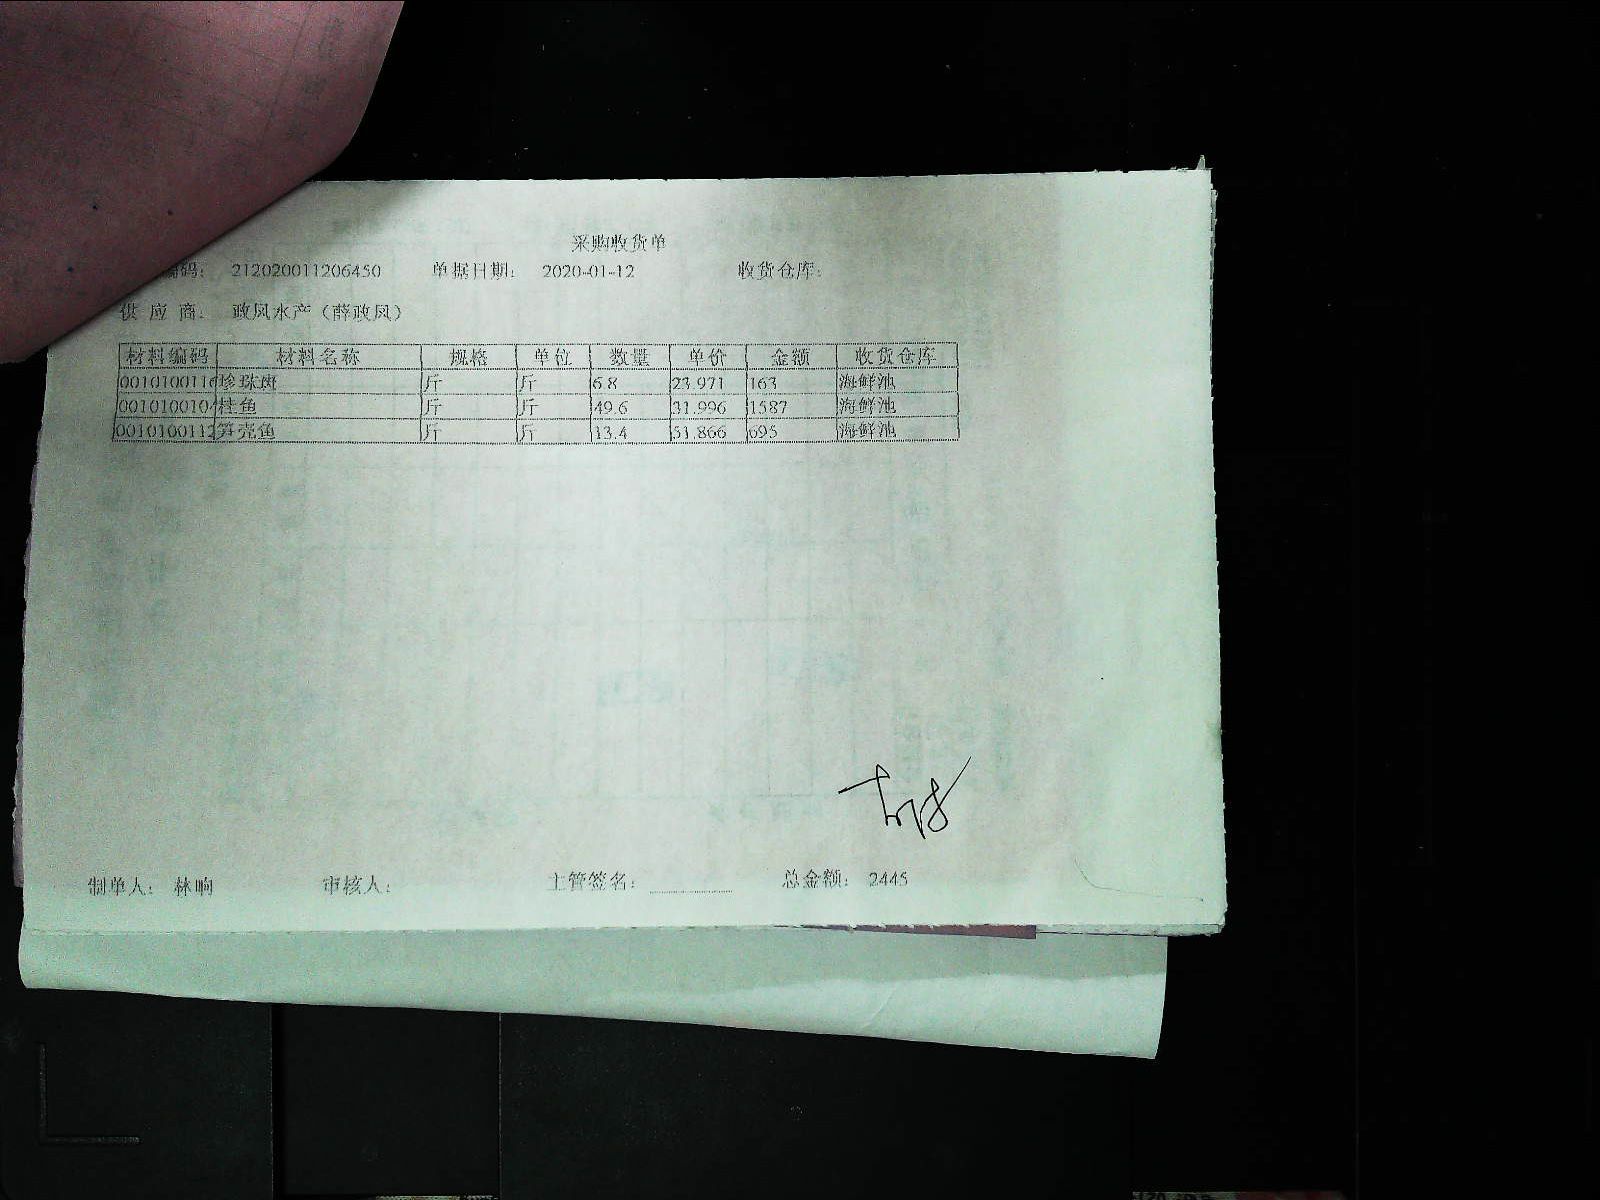 采购收货单
编码： 212020011206450 单据日期： 2020-01-12 收货仓库：
供 应 商： 政风水产（薛政风）
材料编码 材料名称 规格 单位 数量 单价 金额 收货仓库
0010100116 珍珠斑 斤 斤 6.8 23.971 163 海鲜池
001010010 桂鱼 斤 斤 49.6 31.996 1587 海鲜池
0010100112 笋壳鱼 斤 斤 13.4 51.866 695 海鲜池
制单人： 林响 审核人： 主管签名： 总金额： 2445